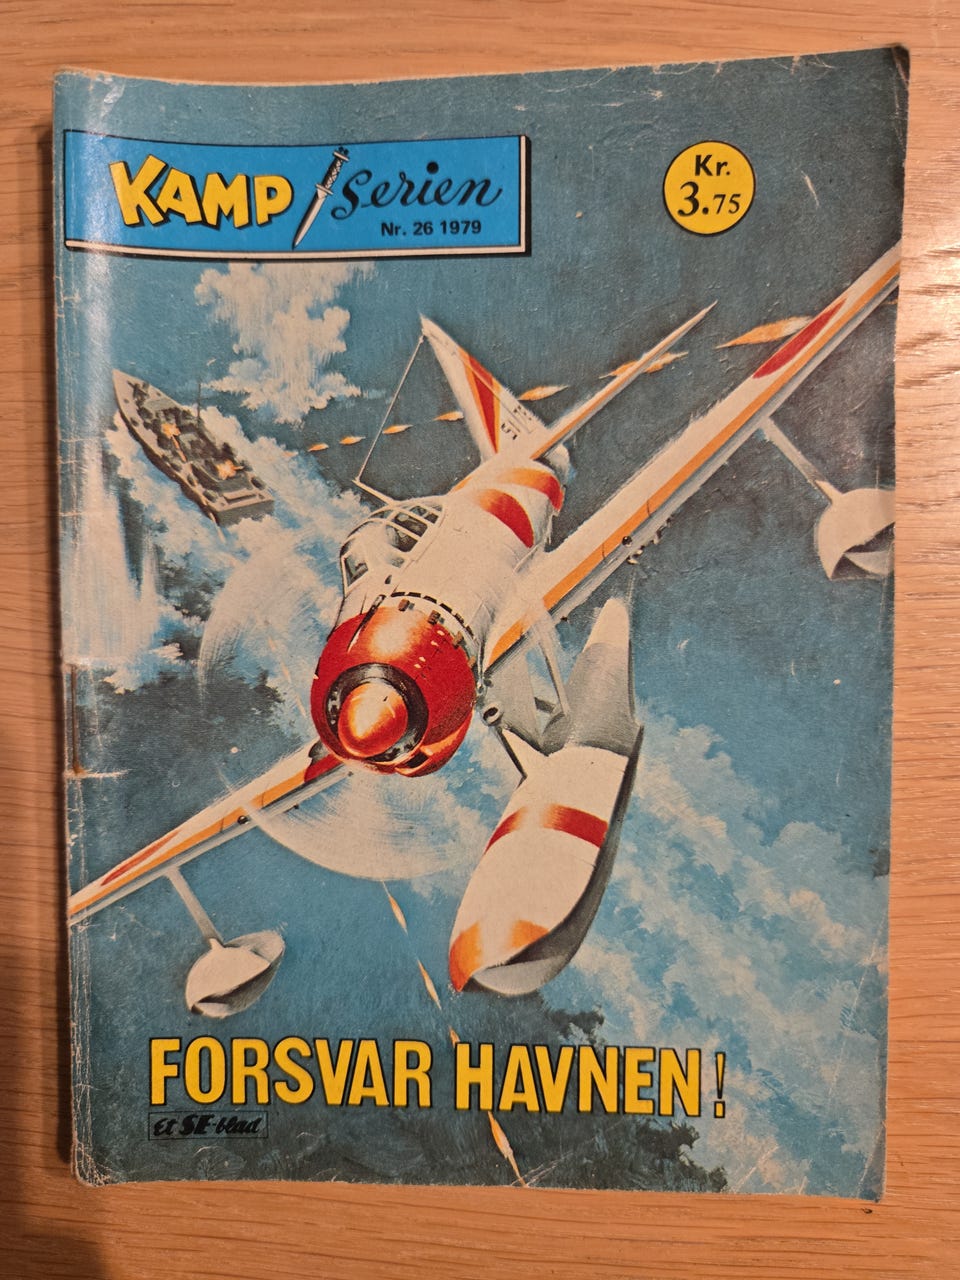 KAMP serien
Nr. 26 1979
Kr.
3.75
FORSVAR HAVNEN!
Et SE-blad